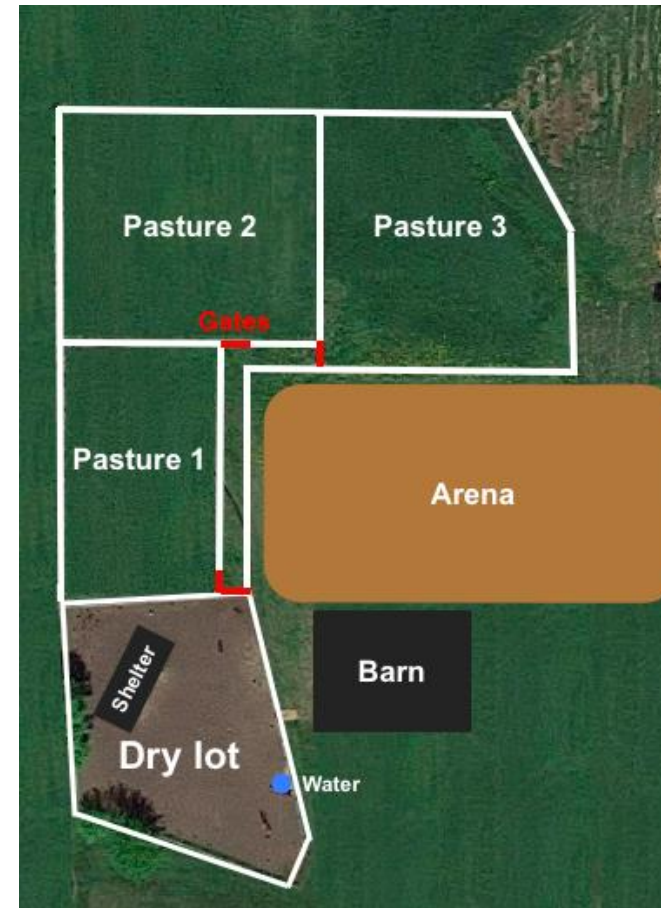 Pasture 2
Pasture 3
Gates
Pasture 1
Arena
Shelter
Barn
Dry lot
Water